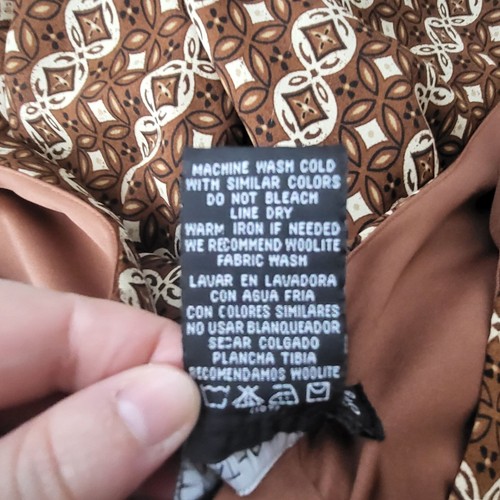 MACHINE WASH COLD
WITH SIMILAR COLORS
DO NOT BLEACH
LINE DRY
WARM IRON IF NEEDED
WE RECOMMEND WOOLITE
FABRIC WASH
LAVAR EN LAVADORA
CON AGUA FRIA
CON COLORES SIMILARES
NO USAR BLANQUEADOR
SECAR COLGADO
PLANCHA TIBIA
RECOMENDAMOS WOOLITE